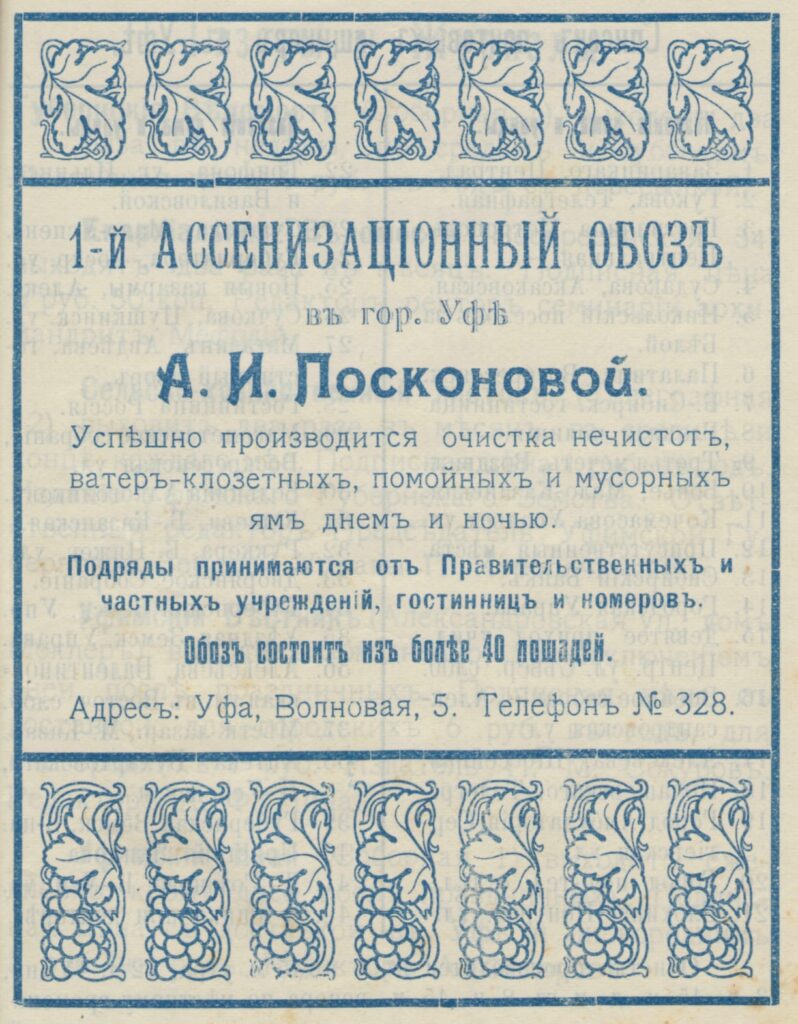 1-й АССЕНИЗАЦІОННЫЙ ОБОЗЪ
въ гор. Уфѣ
А. И. Посконовой.
Успѣшно производится очистка нечистотъ,
ватеръ-клозетныхъ, помойныхъ и мусорныхъ
ямъ днемъ и ночью.
Подряды принимаются отъ Правительственныхъ и
частныхъ учрежденій, гостинницъ и номеровъ.
Обозъ состоитъ изъ болѣе 40 лошадей.
Адресъ: Уфа, Волновая, 5. Телефонъ № 328.